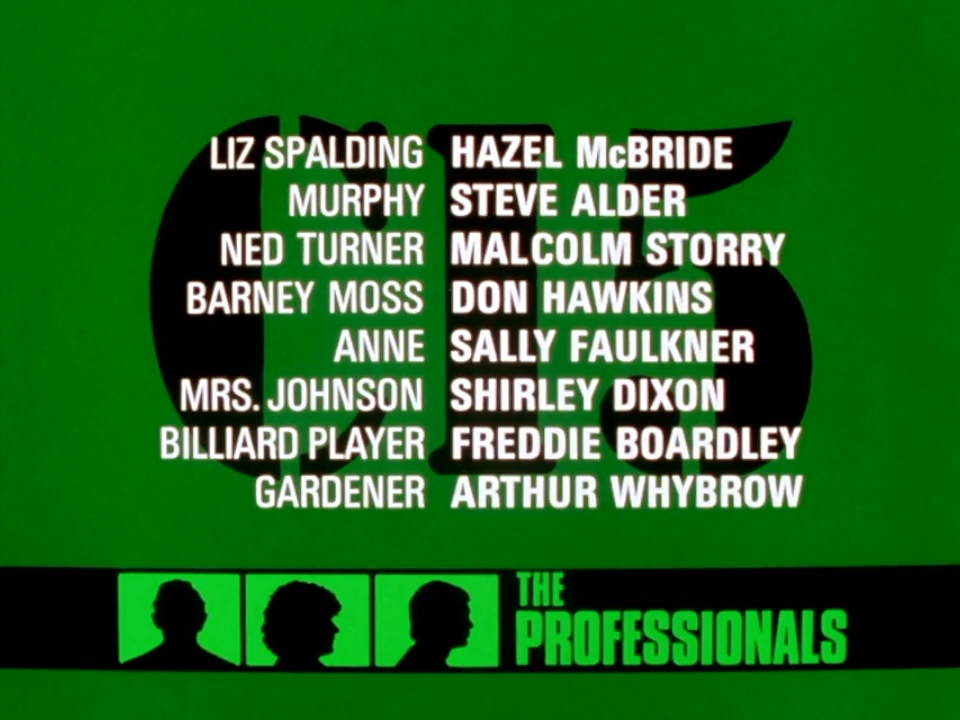 CI5
LIZ SPALDING HAZEL McBRIDE
MURPHY STEVE ALDER
NED TURNER MALCOLM STORRY
BARNEY MOSS DON HAWKINS
ANNE SALLY FAULKNER
MRS. JOHNSON SHIRLEY DIXON
BILLIARD PLAYER FREDDIE BOARDLEY
GARDENER ARTHUR WHYBROW
THE
PROFESSIONALS